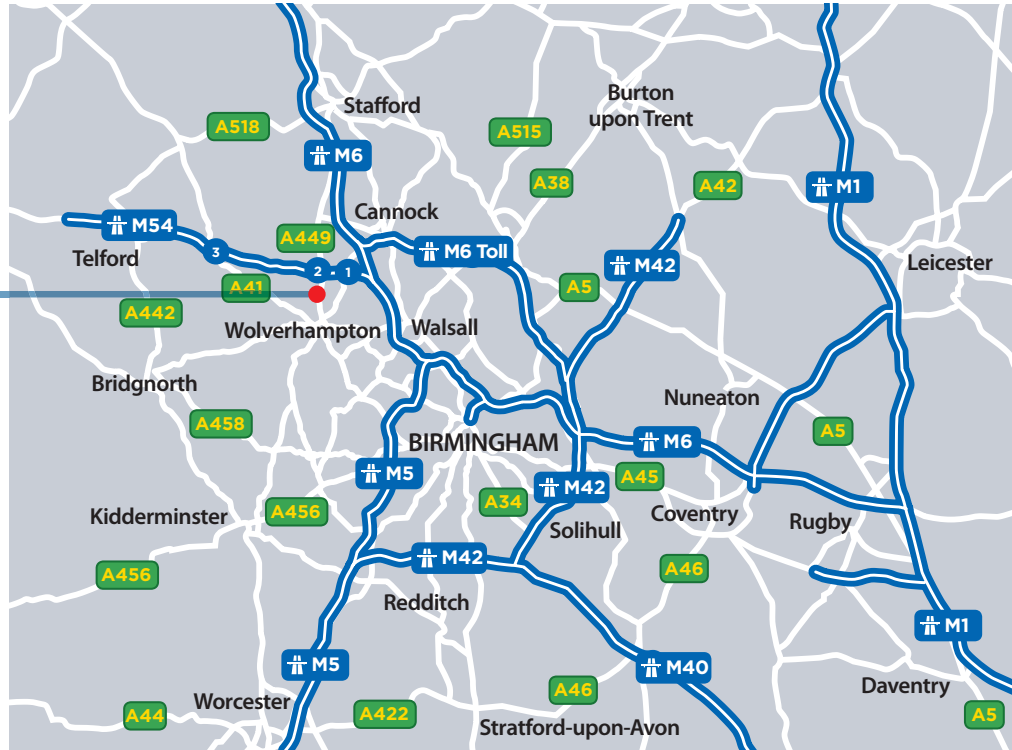 Stafford
Burton
upon Trent
A518
A515
M6
A38
A42
M1
Cannock
M54
A449
M6 Toll
Telford
3
2
1
M42
Leicester
A41
A5
A442
Wolverhampton
Walsall
Bridgnorth
Nuneaton
A458
A5
BIRMINGHAM
M6
M5
A45
M42
A34
A456
Kidderminster
Coventry
Rugby
Solihull
M42
A456
A46
Redditch
M1
M5
M40
Daventry
A46
Worcester
A44
A422
A5
Stratford-upon-Avon